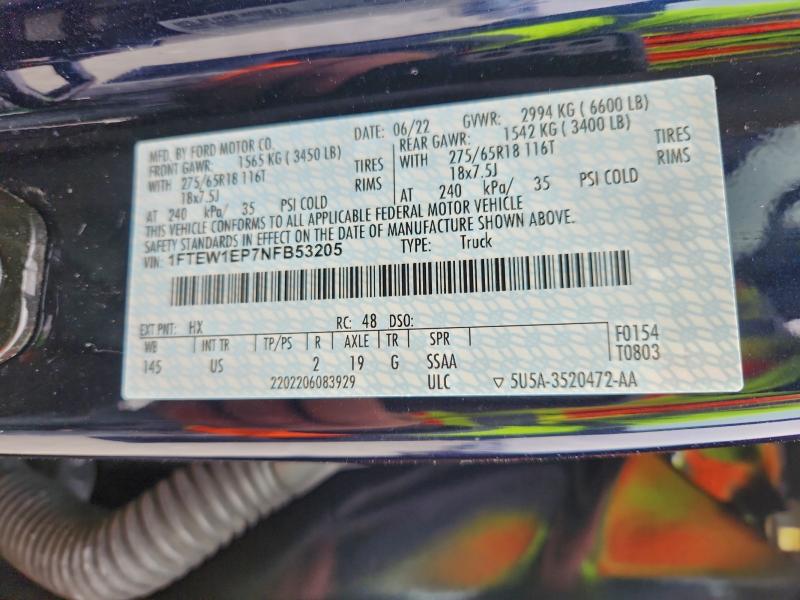 MFD. BY FORD MOTOR CO. DATE: 06/22 GVWR: 2994 KG ( 6600 LB)
FRONT GAWR: 1565 KG ( 3450 LB) REAR GAWR: 1542 KG ( 3400 LB)
WITH 275/65R18 116T TIRES WITH 275/65R18 116T TIRES
18x7.5J RIMS 18x7.5J RIMS
AT 240 kPa/ 35 PSI COLD AT 240 kPa/ 35 PSI COLD
THIS VEHICLE CONFORMS TO ALL APPLICABLE FEDERAL MOTOR VEHICLE
SAFETY STANDARDS IN EFFECT ON THE DATE OF MANUFACTURE SHOWN ABOVE.
VIN: 1FTEW1EP7NFB53205 TYPE: Truck
EXT PNT: HX RC: 48 DSO:
WB INT TR TP/PS R AXLE TR SPR F0154
145 US 2 19 G SSAA T0803
2202206083929 ULC ▽ 5U5A-3520472-AA